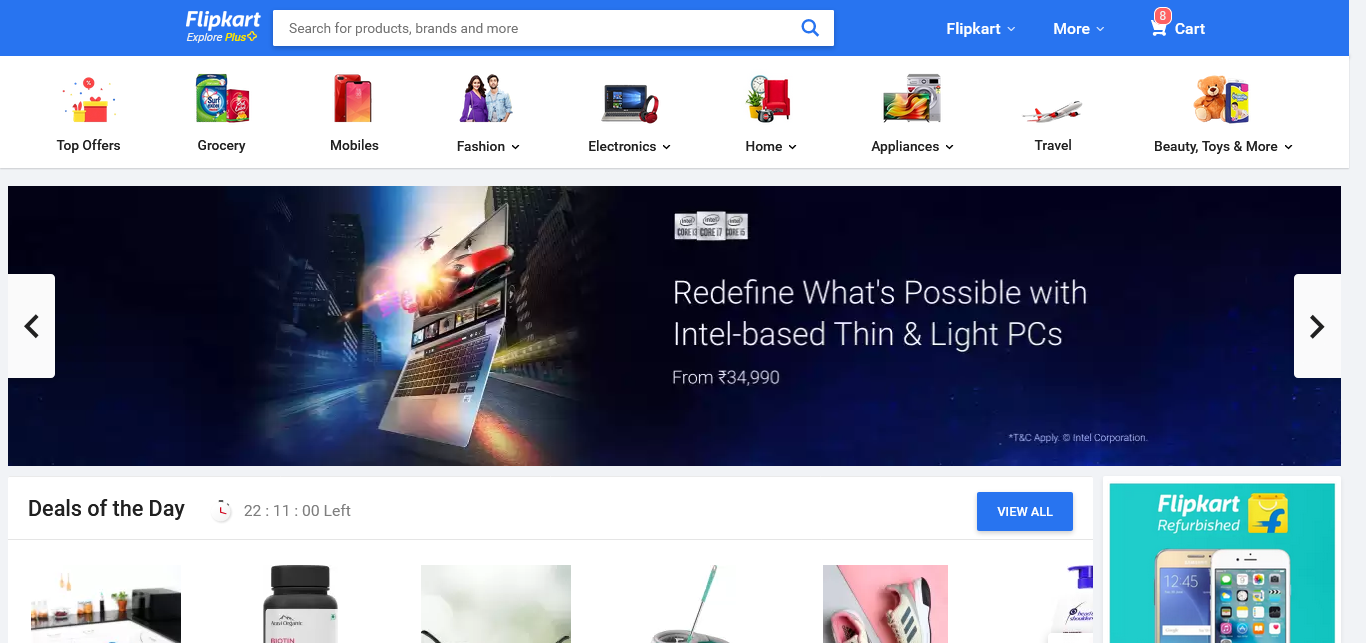 Flipkart
Explore Plus
Search for products, brands and more
Flipkart
More
8
Cart
Top Offers
Grocery
Mobiles
Fashion
Electronics
Home
Appliances
Travel
Beauty, Toys & More
intel intel intel
CORE i3 CORE i7 CORE i5
Redefine What's Possible with
Intel-based Thin & Light PCs
From ₹34,990
*T&C Apply. © Intel Corporation.
Deals of the Day
22 : 11 : 00 Left
VIEW ALL
Flipkart
Refurbished
12:45
BIOTIN
head &
shoulders